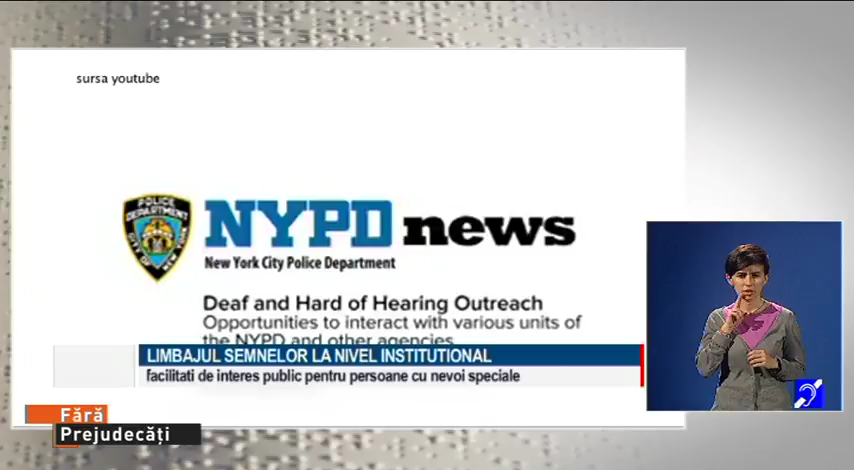 sursa youtube
POLICE
DEPARTMENT
CITY OF NEW YORK
NYPD news
New York City Police Department
Deaf and Hard of Hearing Outreach
Opportunities to interact with various units of
the NYPD and other agencies
LIMBAJUL SEMNELOR LA NIVEL INSTITUTIONAL
facilitati de interes public pentru persoane cu nevoi speciale
Fără
Prejudecăți